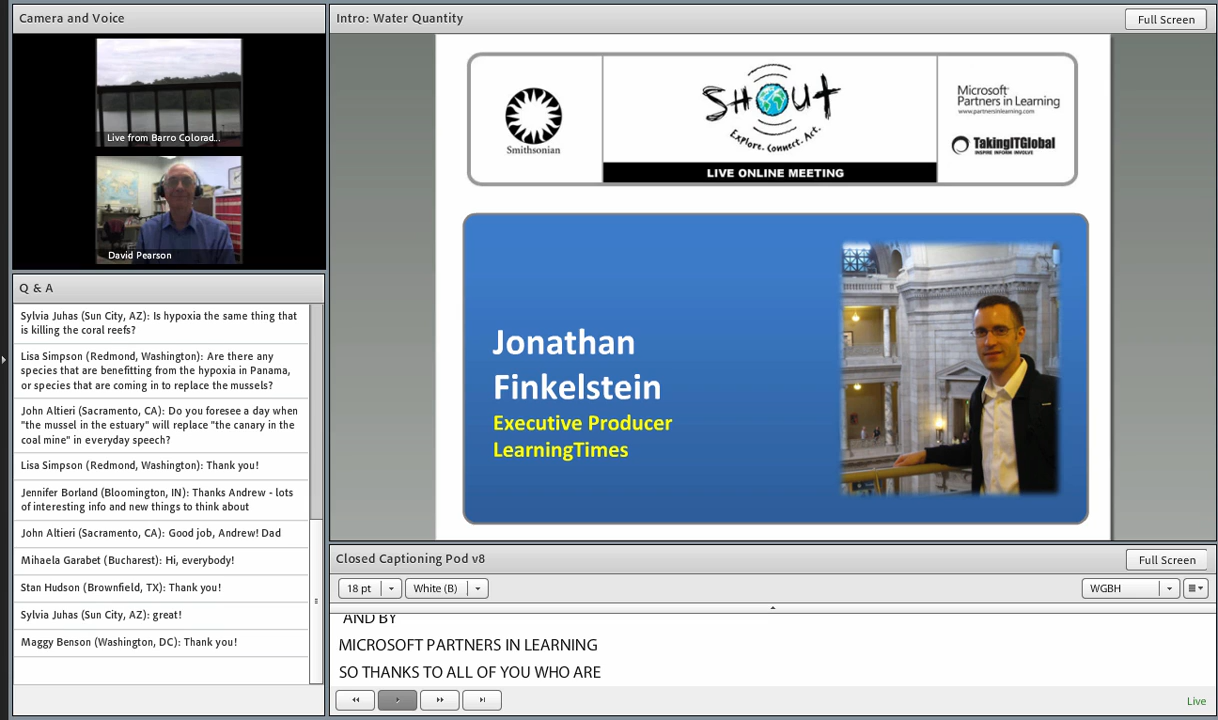 Camera and Voice
Live from Barro Colorad...
David Pearson
Q & A
Sylvia Juhas (Sun City, AZ): Is hypoxia the same thing that
is killing the coral reefs?
Lisa Simpson (Redmond, Washington): Are there any
species that are benefitting from the hypoxia in Panama,
or species that are coming in to replace the mussels?
John Altieri (Sacramento, CA): Do you foresee a day when
"the mussel in the estuary" will replace "the canary in the
coal mine" in everyday speech?
Lisa Simpson (Redmond, Washington): Thank you!
Jennifer Borland (Bloomington, IN): Thanks Andrew - lots
of interesting info and new things to think about
John Altieri (Sacramento, CA): Good job, Andrew! Dad
Mihaela Garabet (Bucharest): Hi, everybody!
Stan Hudson (Brownfield, TX): Thank you!
Sylvia Juhas (Sun City, AZ): great!
Maggy Benson (Washington, DC): Thank you!
Intro: Water Quantity
Full Screen
Smithsonian
SHOUT
Explore. Connect. Act.
LIVE ONLINE MEETING
Microsoft
Partners in Learning
www.partnersinlearning.com
TakingITGlobal
INSPIRE INFORM INVOLVE
Jonathan
Finkelstein
Executive Producer
LearningTimes
Closed Captioning Pod v8
Full Screen
18 pt
White (B)
WGBH
AND BY
MICROSOFT PARTNERS IN LEARNING
SO THANKS TO ALL OF YOU WHO ARE
Live